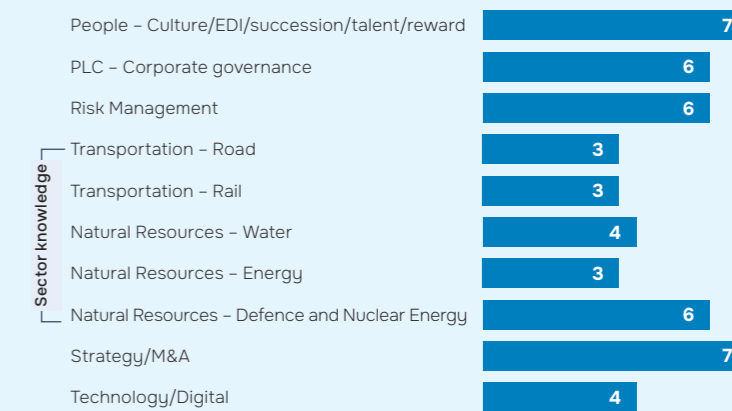 People – Culture/EDI/succession/talent/reward 7
PLC – Corporate governance 6
Risk Management 6
Sector knowledge
Transportation – Road 3
Transportation – Rail 3
Natural Resources – Water 4
Natural Resources – Energy 3
Natural Resources – Defence and Nuclear Energy 6
Strategy/M&A 7
Technology/Digital 4